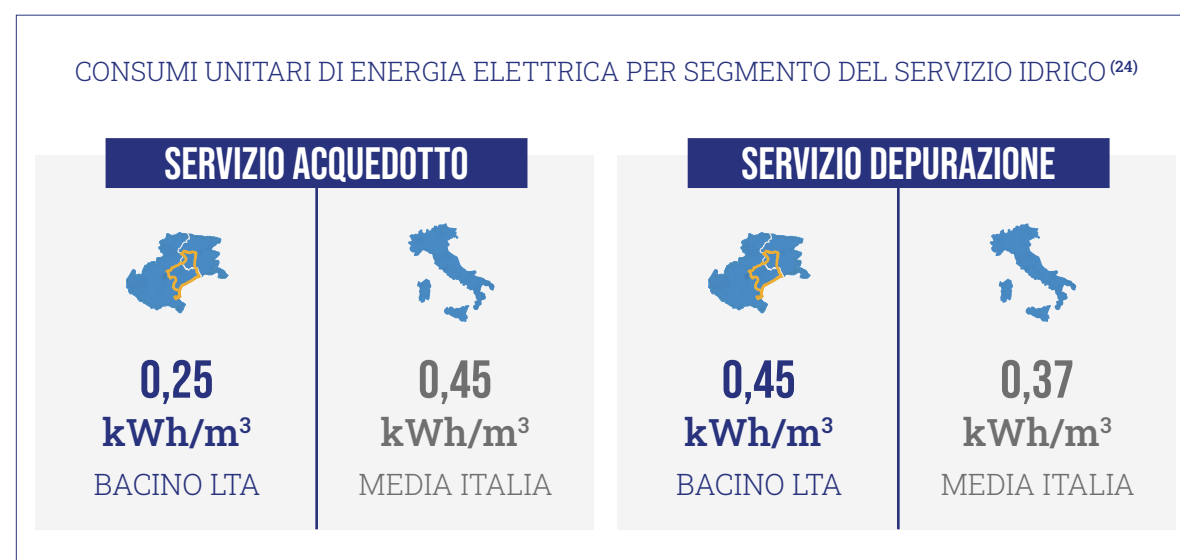 CONSUMI UNITARI DI ENERGIA ELETTRICA PER SEGMENTO DEL SERVIZIO IDRICO (24)
SERVIZIO ACQUEDOTTO
0,25
kWh/m³
BACINO LTA
0,45
kWh/m³
MEDIA ITALIA
SERVIZIO DEPURAZIONE
0,45
kWh/m³
BACINO LTA
0,37
kWh/m³
MEDIA ITALIA